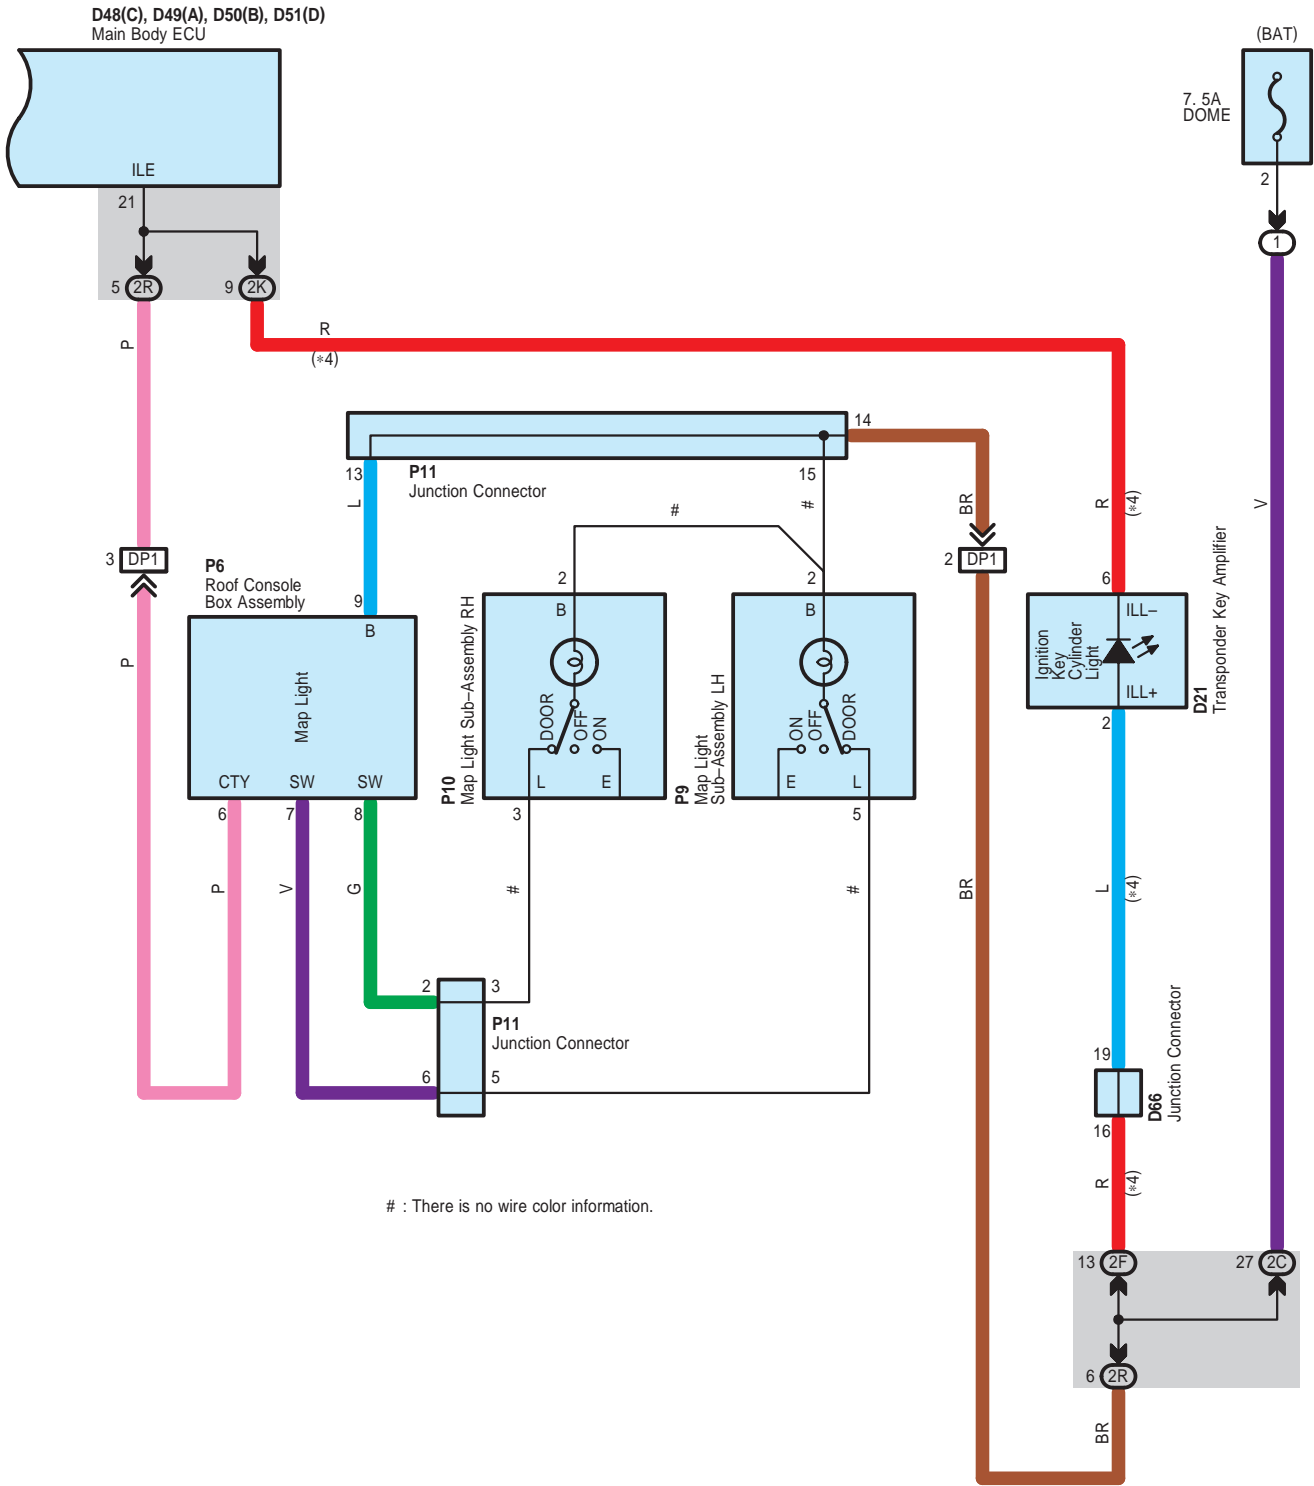 D48(C), D49(A), D50(B), D51(D)
Main Body ECU
(BAT)
7. 5A
DOME
ILE
21
2
1
5
2R
9
2K
P
R
(∗4)
14
13
P11
Junction Connector
15
L
#
#
BR
R
(∗4)
V
3
DP1
2
DP1
P6
Roof Console
Box Assembly
9
B
Map Light
CTY
SW
SW
6
7
8
P
P
V
G
2
B
DOOR
OFF
ON
L
E
P10
Map Light Sub–Assembly RH
3
#
2
B
ON
OFF
DOOR
E
L
P9
Map Light
Sub–Assembly LH
5
#
6
ILL–
Ignition
Key
Cylinder
Light
ILL+
D21
Transponder Key Amplifier
2
BR
L
(∗4)
2
3
P11
Junction Connector
6
5
19
D66
Junction Connector
16
R
(∗4)
# : There is no wire color information.
13
2F
27
2C
6
2R
BR